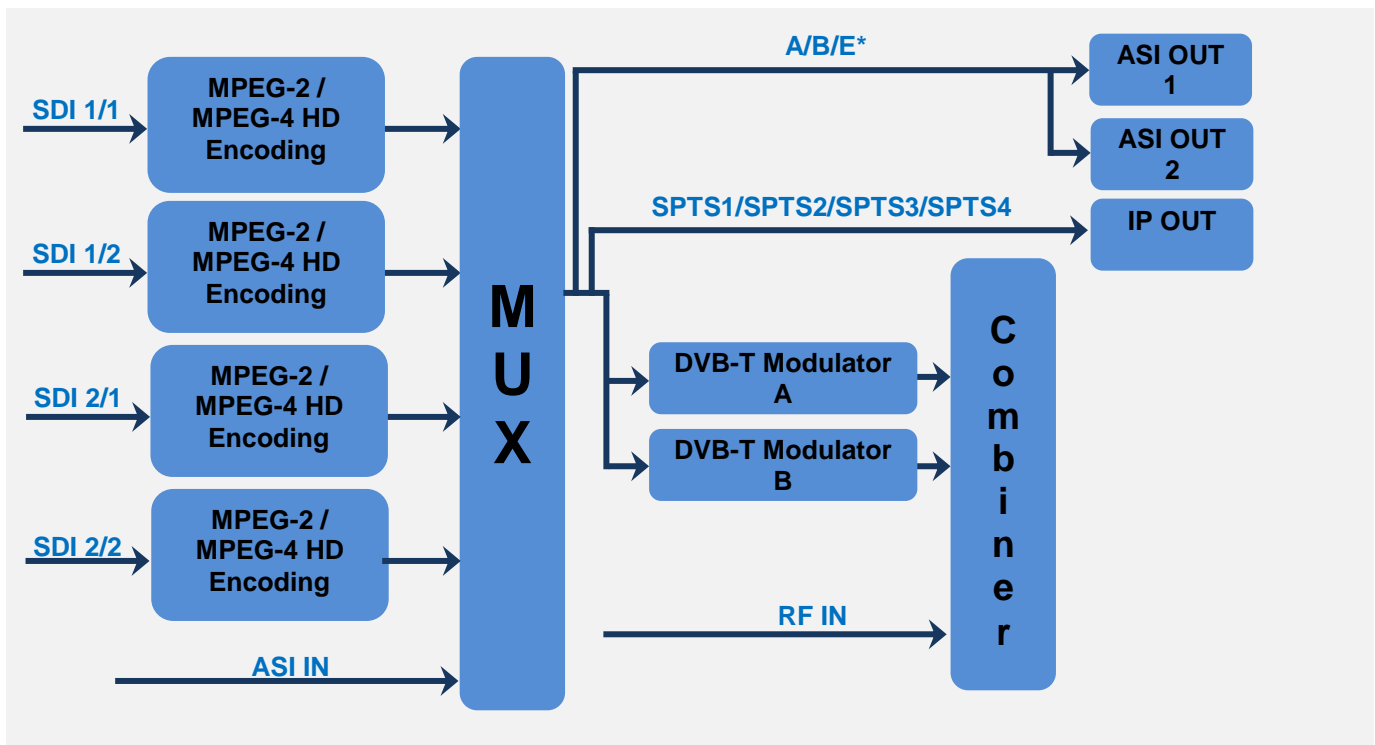 SDI 1/1
MPEG-2 /
MPEG-4 HD
Encoding
SDI 1/2
MPEG-2 /
MPEG-4 HD
Encoding
SDI 2/1
MPEG-2 /
MPEG-4 HD
Encoding
SDI 2/2
MPEG-2 /
MPEG-4 HD
Encoding
ASI IN
M
U
X
A/B/E*
ASI OUT
1
ASI OUT
2
SPTS1/SPTS2/SPTS3/SPTS4
IP OUT
DVB-T Modulator
A
DVB-T Modulator
B
RF IN
C
o
m
b
i
n
e
r